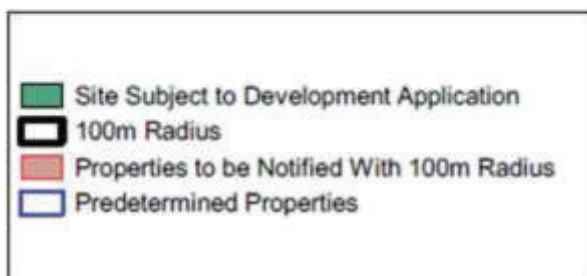 Site Subject to Development Application
100m Radius
Properties to be Notified With 100m Radius
Predetermined Properties